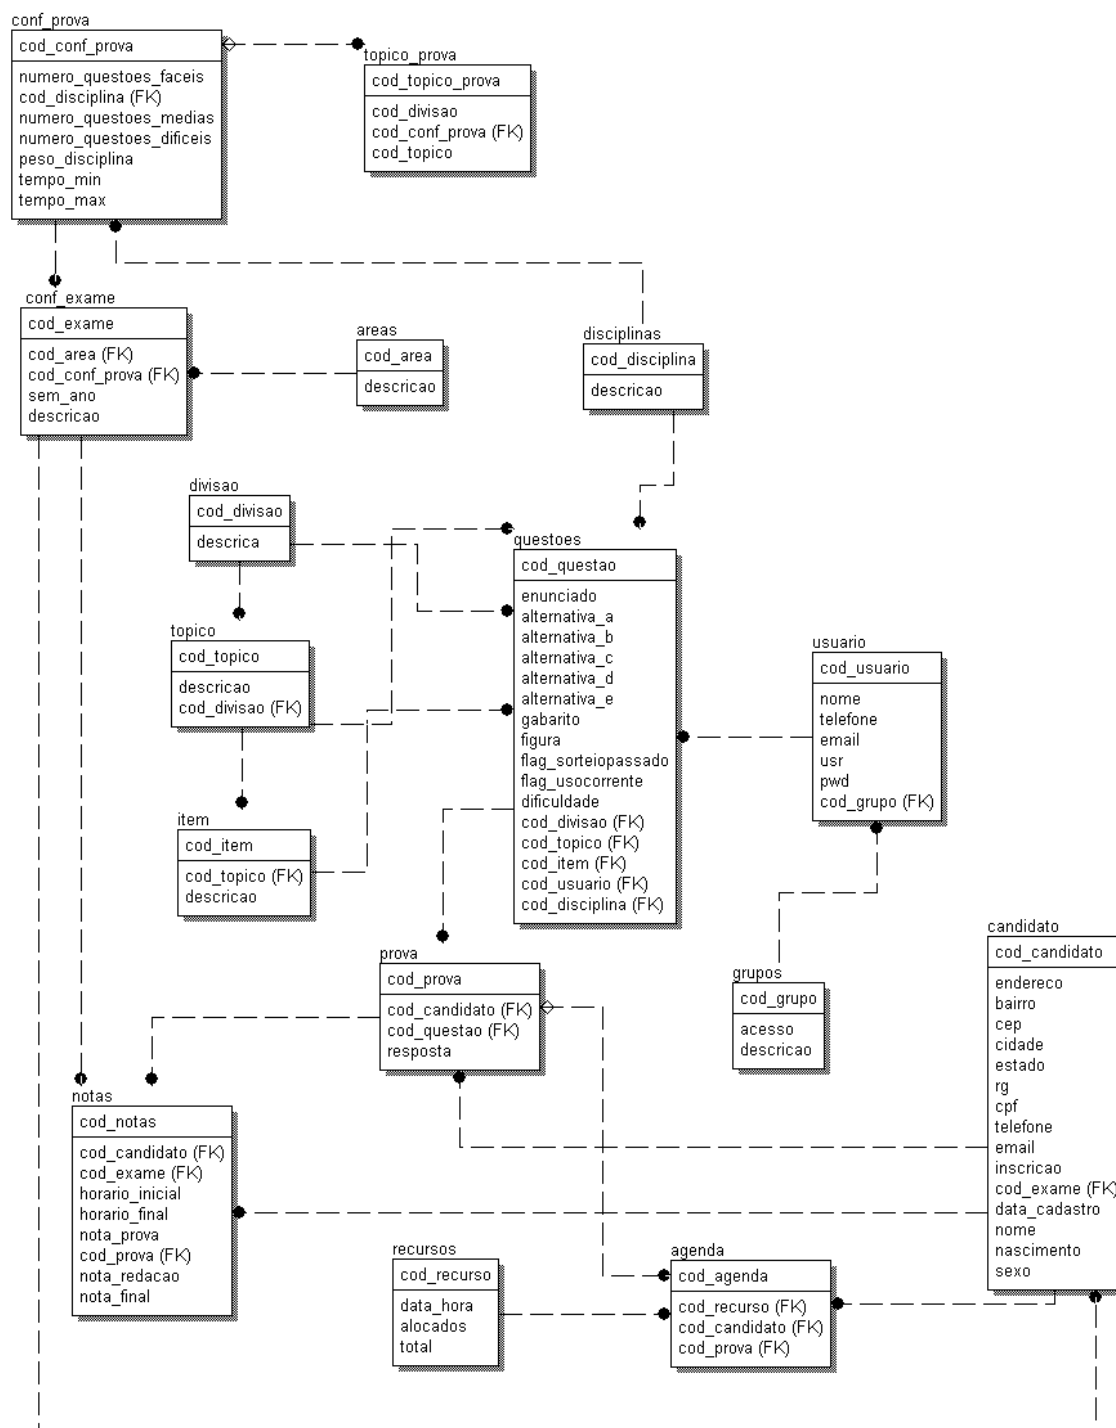 conf_prova
cod_conf_prova
numero_questoes_faceis
cod_disciplina (FK)
numero_questoes_medias
numero_questoes_dificeis
peso_disciplina
tempo_min
tempo_max
topico_prova
cod_topico_prova
cod_divisao
cod_conf_prova (FK)
cod_topico
conf_exame
cod_exame
cod_area (FK)
cod_conf_prova (FK)
sem_ano
descricao
areas
cod_area
descricao
disciplinas
cod_disciplina
descricao
divisao
cod_divisao
descrica
topico
cod_topico
descricao
cod_divisao (FK)
item
cod_item
cod_topico (FK)
descricao
questoes
cod_questao
enunciado
alternativa_a
alternativa_b
alternativa_c
alternativa_d
alternativa_e
gabarito
figura
flag_sorteiopassado
flag_usocorrente
dificuldade
cod_divisao (FK)
cod_topico (FK)
cod_item (FK)
cod_usuario (FK)
cod_disciplina (FK)
usuario
cod_usuario
nome
telefone
email
usr
pwd
cod_grupo (FK)
grupos
cod_grupo
acesso
descricao
prova
cod_prova
cod_candidato (FK)
cod_questao (FK)
resposta
candidato
cod_candidato
endereco
bairro
cep
cidade
estado
rg
cpf
telefone
email
inscricao
cod_exame (FK)
data_cadastro
nome
nascimento
sexo
notas
cod_notas
cod_candidato (FK)
cod_exame (FK)
horario_inicial
horario_final
nota_prova
cod_prova (FK)
nota_redacao
nota_final
recursos
cod_recurso
data_hora
alocados
total
agenda
cod_agenda
cod_recurso (FK)
cod_candidato (FK)
cod_prova (FK)